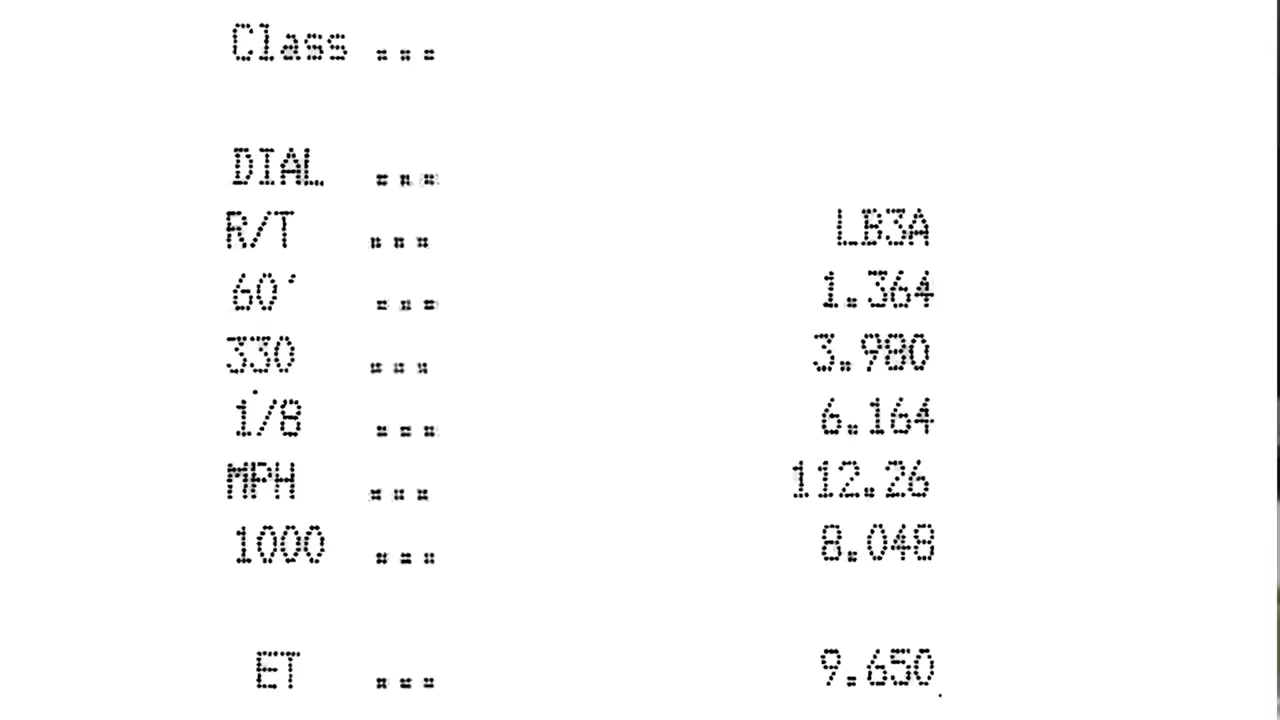 Class ...
DIAL ...
R/T ... LB3A
60' ... 1.364
330 ... 3.980
1/8 ... 6.164
MPH ... 112.26
1000 ... 8.048
ET ... 9.650